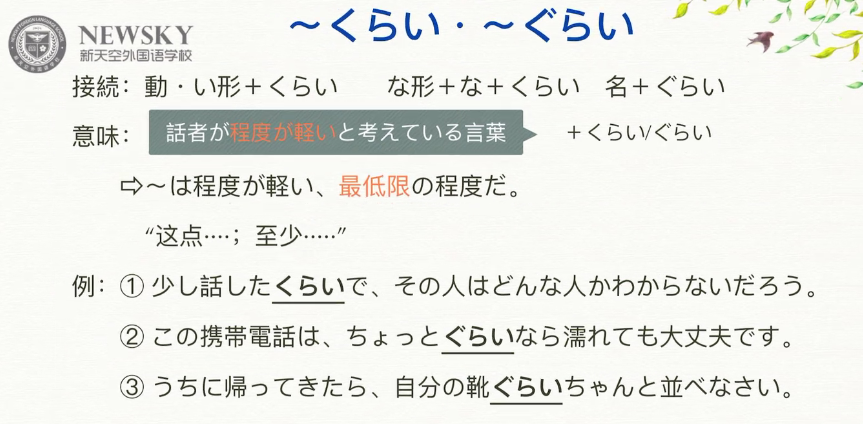 ～くらい・～ぐらい
NEWSKY
新天空外国语学校
接続：動・い形＋くらい　　な形＋な＋くらい　名＋ぐらい
意味：　話者が程度が軽いと考えている言葉　＋くらい/ぐらい
⇨～は程度が軽い、最低限の程度だ。
“这点····；至少·····”
例：① 少し話したくらいで、その人はどんな人かわからないだろう。
② この携帯電話は、ちょっとぐらいなら濡れても大丈夫です。
③ うちに帰ってきたら、自分の靴ぐらいちゃんと並べなさい。